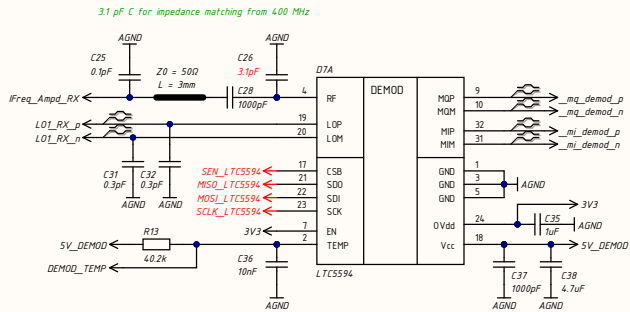 3.1 pF C for impedance matching from 400 MHz
AGND
AGND
C25
0.1pF
C26
3.1pF
Z0 = 50Ω
L = 3mm
C28
1000pF
D7A
DEMOD
IFreq_Ampd_RX
4
RF
LO1_RX_p
19
LOP
LO1_RX_n
20
LOM
C31
0.3pF
C32
0.3pF
AGND
AGND
SEN_LTC5594
17
CSB
MISO_LTC5594
21
SDO
MOSI_LTC5594
22
SDI
SCLK_LTC5594
23
SCK
3V3
7
EN
2
TEMP
5V_DEMOD
R13
40.2k
DEMOD_TEMP
C36
10nF
AGND
LTC5594
MQP
9
_mq_demod_p
MQM
10
_mq_demod_n
MIP
32
_mi_demod_p
MIM
31
_mi_demod_n
GND
1
GND
3
GND
5
AGND
3V3
OVdd
24
C35
1uF
AGND
Vcc
18
5V_DEMOD
C37
1000pF
C38
4.7uF
AGND
AGND